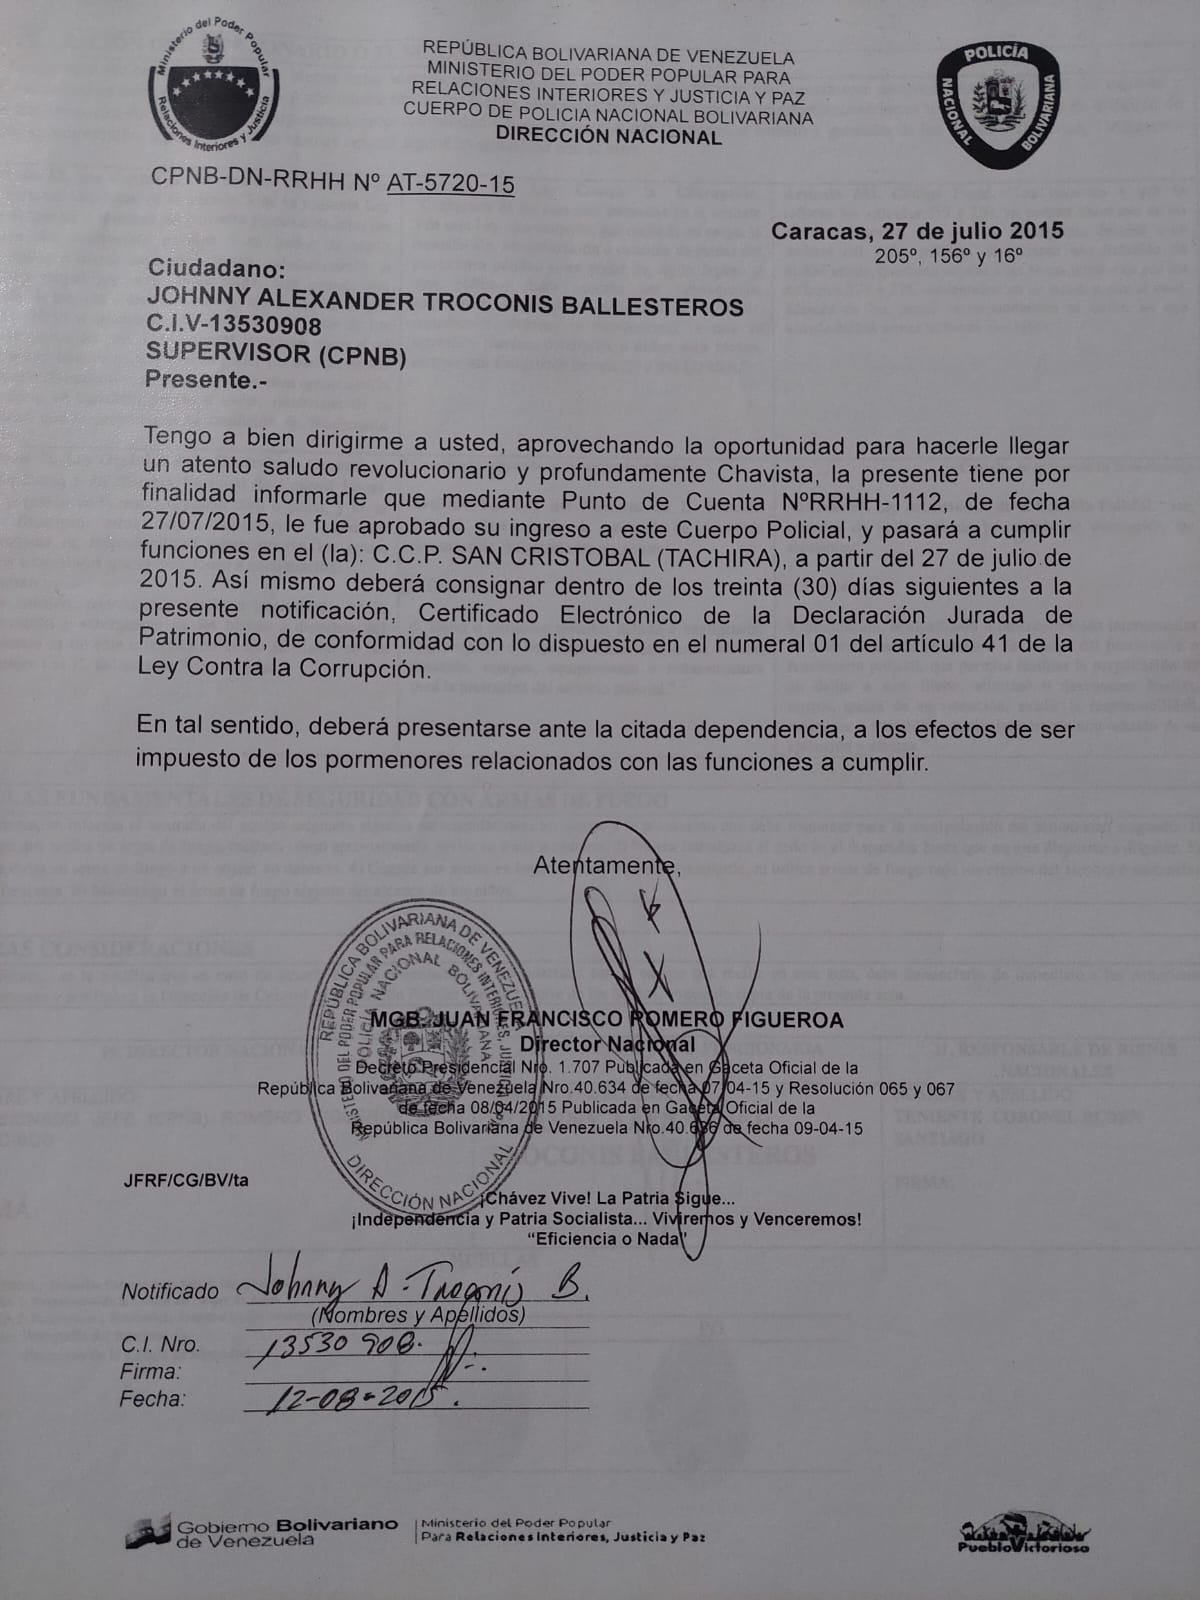 Ministerio del Poder Popular
Relaciones Interiores y Justicia
REPÚBLICA BOLIVARIANA DE VENEZUELA
MINISTERIO DEL PODER POPULAR PARA
RELACIONES INTERIORES Y JUSTICIA Y PAZ
CUERPO DE POLICIA NACIONAL BOLIVARIANA
DIRECCIÓN NACIONAL
POLICÍA
NACIONAL
BOLIVARIANA
CPNB-DN-RRHH Nº AT-5720-15
Caracas, 27 de julio 2015
205º, 156º y 16º
Ciudadano:
JOHNNY ALEXANDER TROCONIS BALLESTEROS
C.I.V-13530908
SUPERVISOR (CPNB)
Presente.-
Tengo a bien dirigirme a usted, aprovechando la oportunidad para hacerle llegar
un atento saludo revolucionario y profundamente Chavista, la presente tiene por
finalidad informarle que mediante Punto de Cuenta NºRRHH-1112, de fecha
27/07/2015, le fue aprobado su ingreso a este Cuerpo Policial, y pasará a cumplir
funciones en el (la): C.C.P. SAN CRISTOBAL (TACHIRA), a partir del 27 de julio de
2015. Así mismo deberá consignar dentro de los treinta (30) días siguientes a la
presente notificación, Certificado Electrónico de la Declaración Jurada de
Patrimonio, de conformidad con lo dispuesto en el numeral 01 del artículo 41 de la
Ley Contra la Corrupción.
En tal sentido, deberá presentarse ante la citada dependencia, a los efectos de ser
impuesto de los pormenores relacionados con las funciones a cumplir.
Atentamente,
REPÚBLICA BOLIVARIANA DE VENEZUELA
MINISTERIO DEL PODER POPULAR PARA RELACIONES INTERIORES, JUSTICIA Y PAZ
POLICÍA NACIONAL BOLIVARIANA
DIRECCIÓN NACIONAL
MGB. JUAN FRANCISCO ROMERO FIGUEROA
Director Nacional
Decreto Presidencial Nro. 1.707 Publicada en Gaceta Oficial de la
República Bolivariana de Venezuela Nro.40.634 de fecha 07/04-15 y Resolución 065 y 067
de fecha 08/04/2015 Publicada en Gaceta Oficial de la
República Bolivariana de Venezuela Nro.40.636 de fecha 09-04-15
JFRF/CG/BV/ta
¡Chávez Vive! La Patria Sigue...
¡Independencia y Patria Socialista... Viviremos y Venceremos!
“Eficiencia o Nada”
Notificado Johnny A. Troconis B.
(Nombres y Apellidos)
C.I. Nro. 13530 908.
Firma:
Fecha: 12-08-2015.
Gobierno Bolivariano
de Venezuela
Ministerio del Poder Popular
Para Relaciones Interiores, Justicia y Paz
PuebloVictorioso